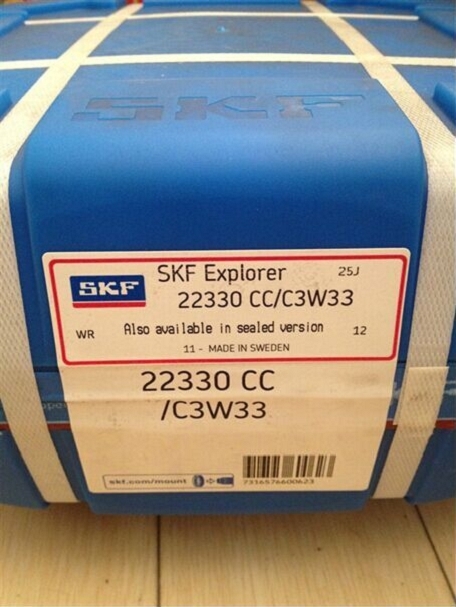 SKF
SKF
SKF Explorer
25J
22330 CC/C3W33
WR
Also available in sealed version
12
11 - MADE IN SWEDEN
22330 CC
/C3W33
skf.com/mount
7316576600623